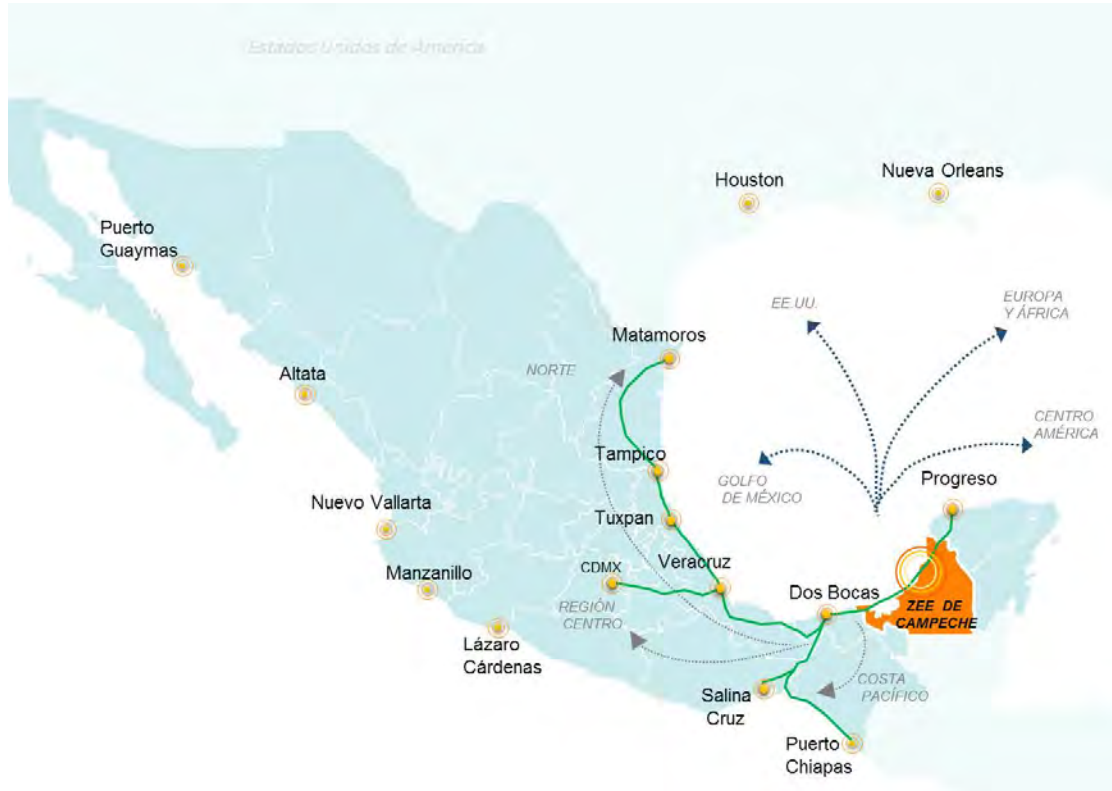 Estados Unidos de América
Nueva Orleans
Houston
Puerto
Guaymas
EE.UU.
EUROPA
Y ÁFRICA
Matamoros
NORTE
Altata
CENTRO
AMÉRICA
Tampico
GOLFO
DE MÉXICO
Progreso
Nuevo Vallarta
Tuxpan
Veracruz
CDMX
Manzanillo
Dos Bocas
REGIÓN
CENTRO
ZEE DE
CAMPECHE
Lázaro
Cárdenas
COSTA
PACÍFICO
Salina
Cruz
Puerto
Chiapas